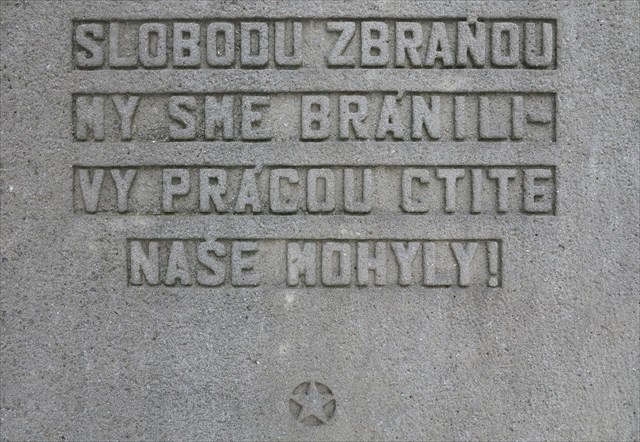 SLOBODU ZBRAŇOU
MY SME BRÁNILI-
VY PRÁCOU CTITE
NAŠE MOHYLY!